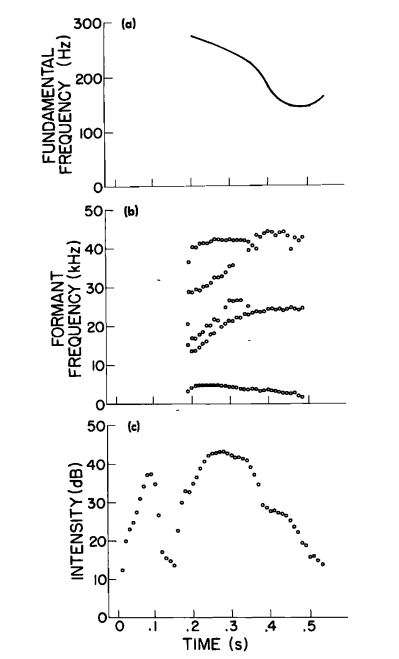 (a)
300
200
100
0
FUNDAMENTAL
FREQUENCY (Hz)
(b)
50
40
30
20
10
0
FORMANT
FREQUENCY (kHz)
(c)
50
40
30
20
10
0
INTENSITY (dB)
0 .1 .2 .3 .4 .5
TIME (s)